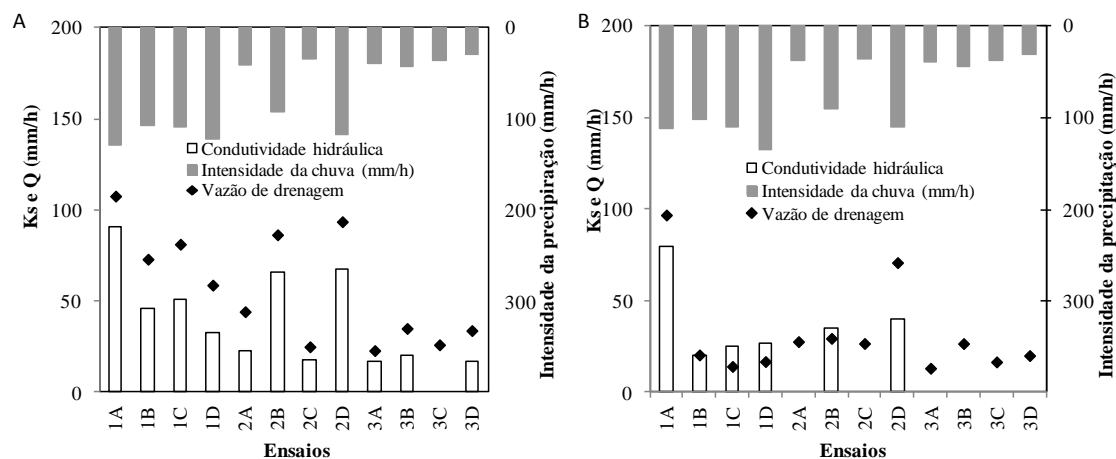 A
200
150
100
50
0
Ks e Q (mm/h)
0
100
200
300
Intensidade da precipiração (mm/h)
Condutividade hidráulica
Intensidade da chuva (mm/h)
Vazão de drenagem
1A 1B 1C 1D 2A 2B 2C 2D 3A 3B 3C 3D
Ensaios
B
200
150
100
50
0
Ks e Q (mm/h)
0
100
200
300
Intensidade da precipitação (mm/h)
Condutividade hidráulica
Intensidade da chuva (mm/h)
Vazão de drenagem
1A 1B 1C 1D 2A 2B 2C 2D 3A 3B 3C 3D
Ensaios